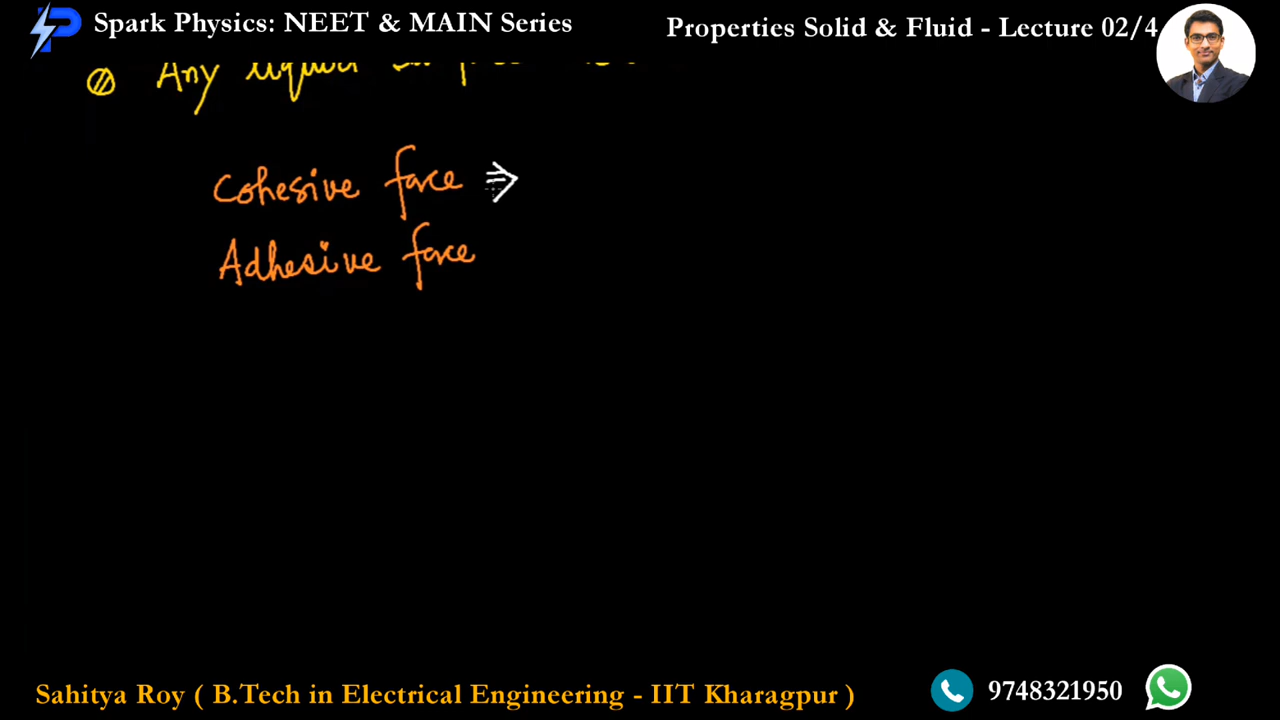 Spark Physics: NEET & MAIN Series
Properties Solid & Fluid - Lecture 02/4
Any liquid
Cohesive force ⇒
Adhesive force
Sahitya Roy ( B.Tech in Electrical Engineering - IIT Kharagpur )
9748321950